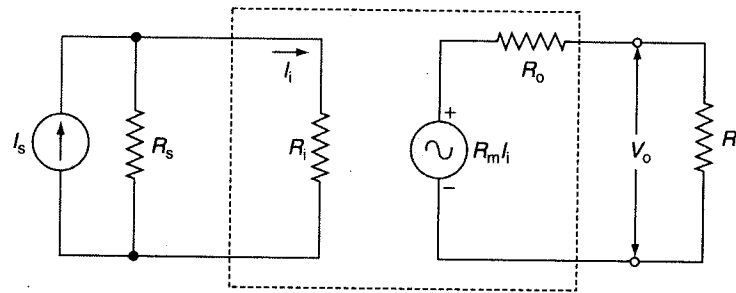 I_s
R_s
I_i
R_i
+
R_mI_i
−
R_o
V_o
R